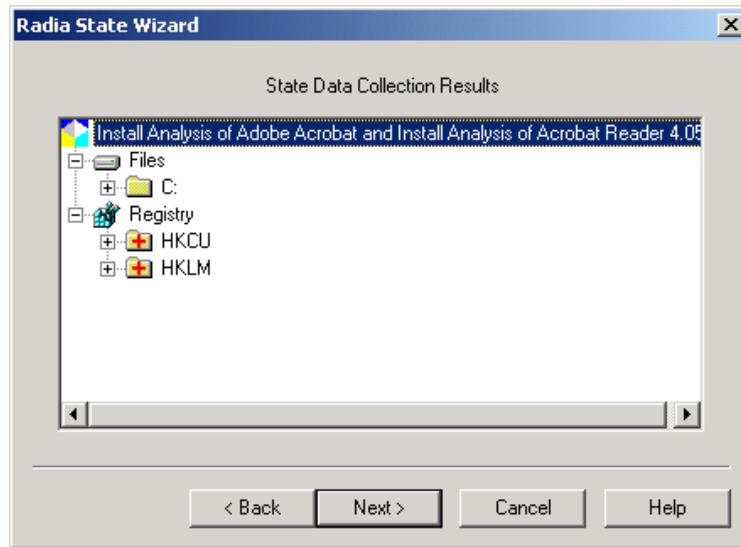 Radia State Wizard
State Data Collection Results
Install Analysis of Adobe Acrobat and Install Analysis of Acrobat Reader 4.05
Files
C:
Registry
HKCU
HKLM
< Back Next > Cancel Help